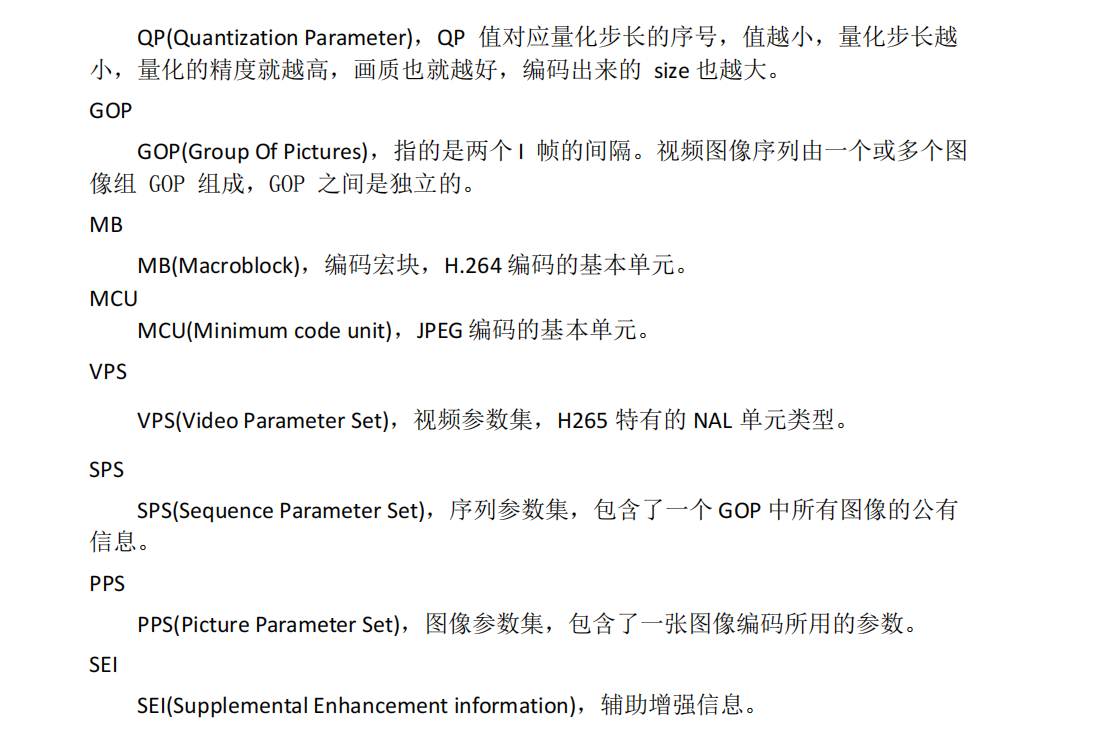 QP(Quantization Parameter)，QP 值对应量化步长的序号，值越小，量化步长越
小，量化的精度就越高，画质也就越好，编码出来的 size 也越大。
GOP
GOP(Group Of Pictures)，指的是两个 I 帧的间隔。视频图像序列由一个或多个图
像组 GOP 组成，GOP 之间是独立的。
MB
MB(Macroblock)，编码宏块，H.264 编码的基本单元。
MCU
MCU(Minimum code unit)，JPEG 编码的基本单元。
VPS
VPS(Video Parameter Set)，视频参数集，H265 特有的 NAL 单元类型。
SPS
SPS(Sequence Parameter Set)，序列参数集，包含了一个 GOP 中所有图像的公有
信息。
PPS
PPS(Picture Parameter Set)，图像参数集，包含了一张图像编码所用的参数。
SEI
SEI(Supplemental Enhancement information)，辅助增强信息。